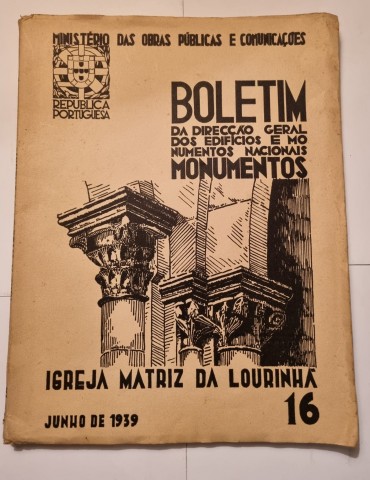 MINISTÉRIO DAS OBRAS PÚBLICAS E COMUNICAÇÕES
REPUBLICA
PORTUGUESA
BOLETIM
DA DIRECÇÃO GERAL
DOS EDIFÍCIOS E MO
NUMENTOS NACIONAIS
MONUMENTOS
IGREJA MATRIZ DA LOURINHÃ
JUNHO DE 1939
16